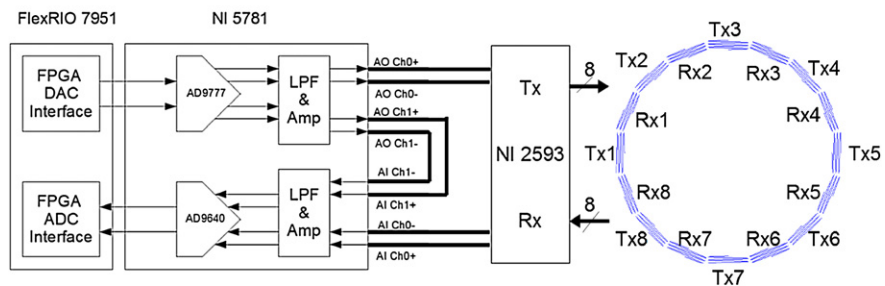 FlexRIO 7951
NI 5781
FPGA
DAC
Interface
AD9777
LPF
&
Amp
AO Ch0+
AO Ch0-
AO Ch1+
AO Ch1-
AI Ch1-
AI Ch1+
AI Ch0-
AI Ch0+
FPGA
ADC
Interface
AD9640
LPF
&
Amp
Tx
NI 2593
Rx
8
8
Tx3
Tx2
Rx2
Rx3
Tx4
Rx1
Rx4
Tx1
Tx5
Rx8
Rx5
Tx8
Rx7
Rx6
Tx6
Tx7